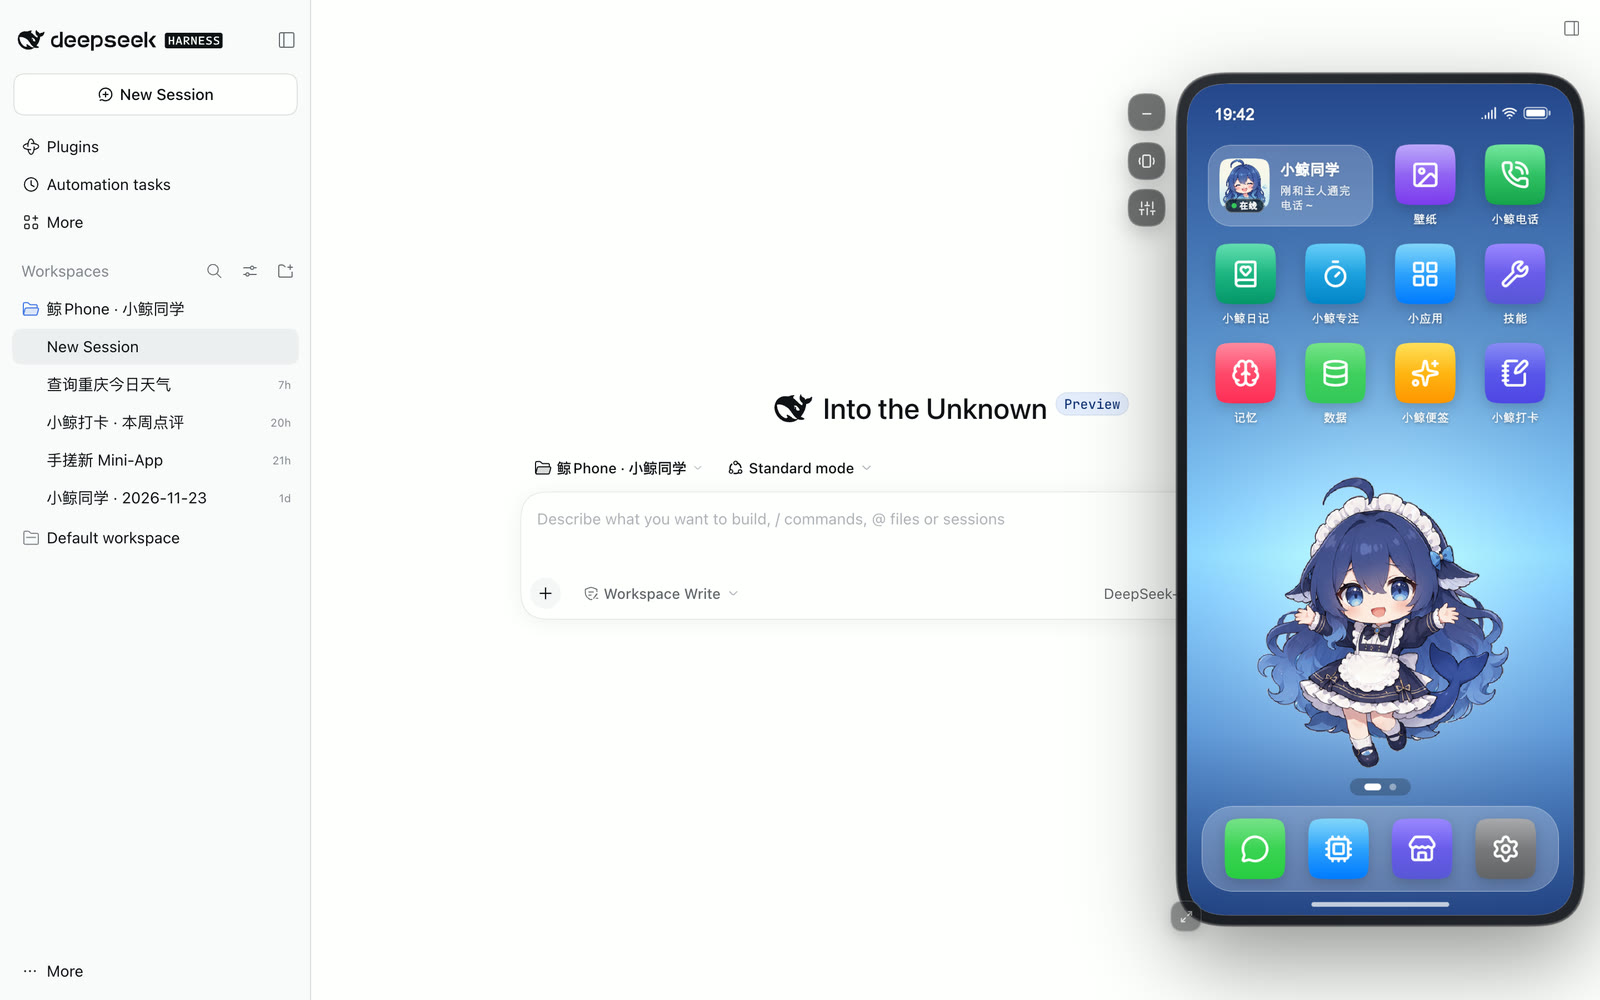 deepseek HARNESS
New Session
Plugins
Automation tasks
More
Workspaces
鲸Phone · 小鲸同学
New Session
查询重庆今日天气 7h
小鲸打卡 · 本周点评 20h
手搓新 Mini-App 21h
小鲸同学 · 2026-11-23 1d
Default workspace
More
Into the Unknown Preview
鲸Phone · 小鲸同学 Standard mode
Describe what you want to build, / commands, @ files or sessions
Workspace Write DeepSeek-
19:42
小鲸同学
刚和主人通完
电话～
在线
壁纸 小鲸电话
小鲸日记 小鲸专注 小应用 技能
记忆 数据 小鲸便签 小鲸打卡